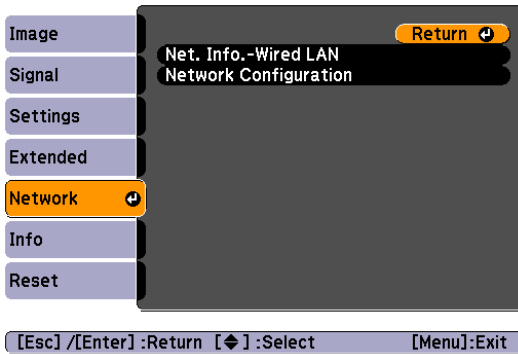 Image
Signal
Settings
Extended
Network
Info
Reset
Return
Net. Info.-Wired LAN
Network Configuration
[Esc] /[Enter] :Return [◆] :Select [Menu]:Exit